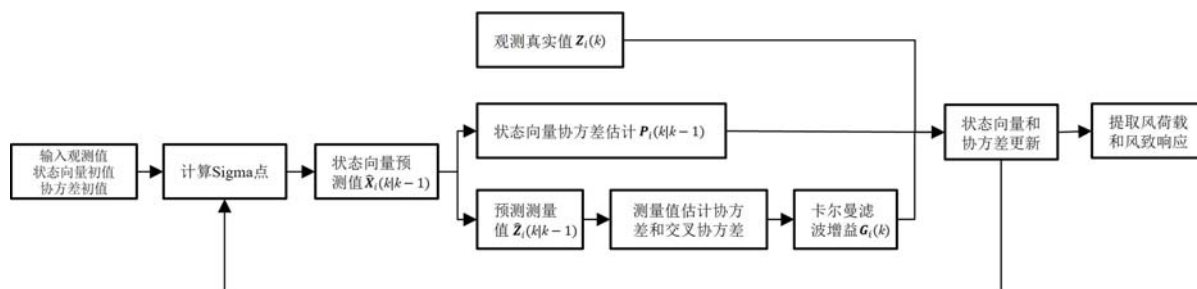 观测真实值 Z_i(k)
状态向量协方差估计 P_i(k|k−1)
输入观测值
状态向量初值
协方差初值
计算Sigma点
状态向量预
测值X̂_i(k|k−1)
预测测量
值 Ẑ_i(k|k−1)
测量值估计协方
差和交叉协方差
卡尔曼滤
波增益G_i(k)
状态向量和
协方差更新
提取风荷载
和风致响应